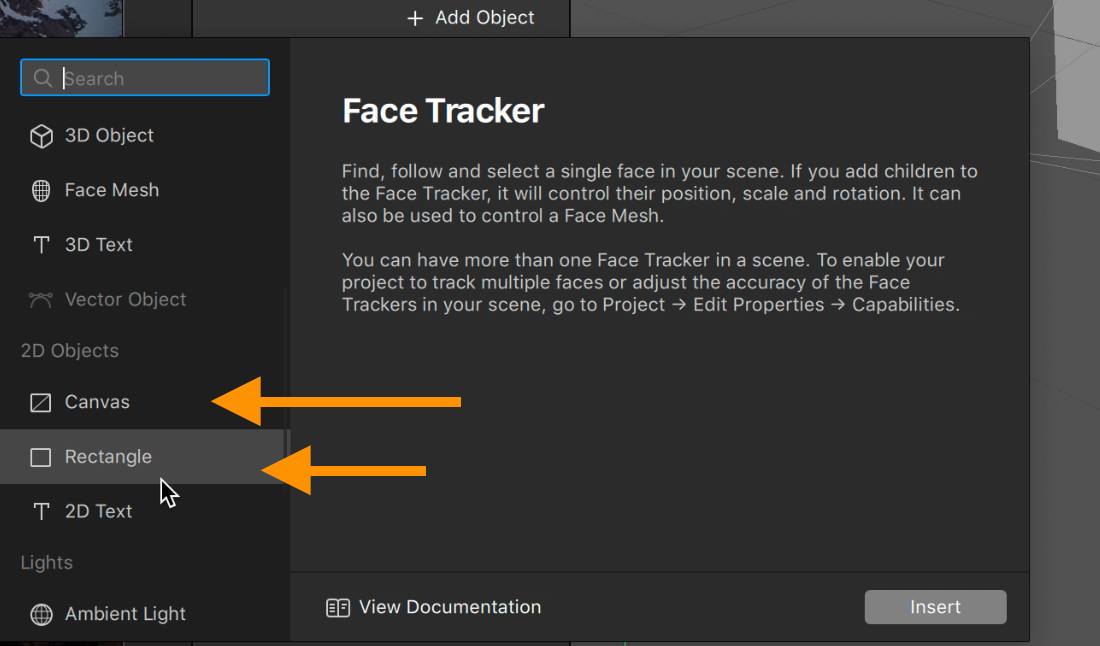 + Add Object
Search
3D Object
Face Mesh
3D Text
Vector Object
2D Objects
Canvas
Rectangle
2D Text
Lights
Ambient Light
Face Tracker
Find, follow and select a single face in your scene. If you add children to
the Face Tracker, it will control their position, scale and rotation. It can
also be used to control a Face Mesh.
You can have more than one Face Tracker in a scene. To enable your
project to track multiple faces or adjust the accuracy of the Face
Trackers in your scene, go to Project → Edit Properties → Capabilities.
View Documentation
Insert